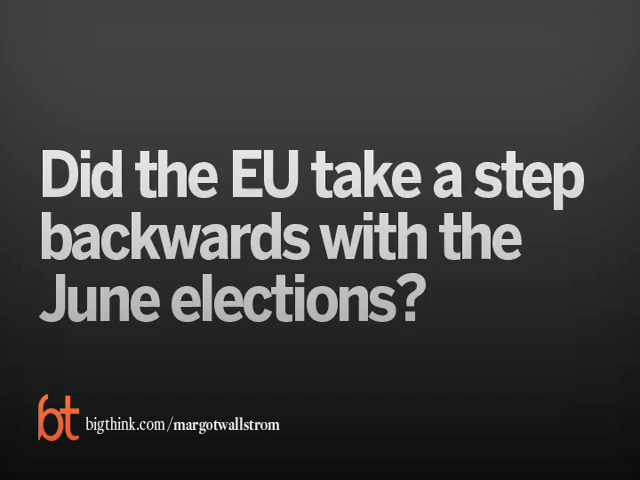 Did the EU take a step
backwards with the
June elections?
bt bigthink.com/margotwallstrom